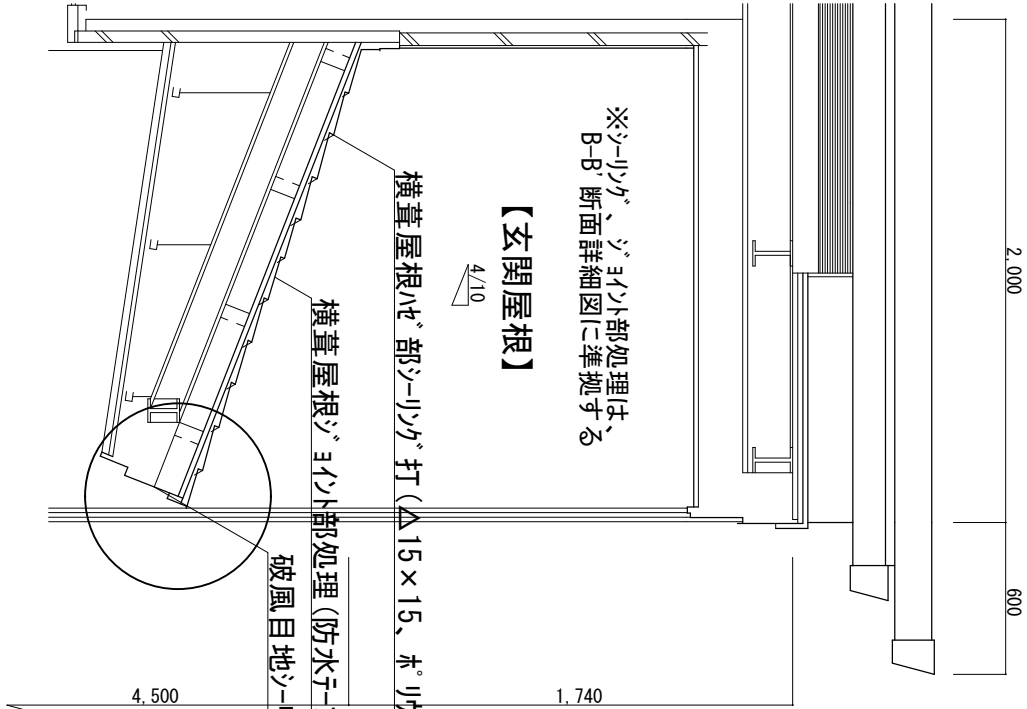 ※シーリング、ジョイント部処理は、
B-B' 断面詳細図に準拠する
【玄関屋根】
4/10
横葺屋根ハゼ部シーリング打(△15×15、ポリウ
横葺屋根ジョイント部処理(防水テー
破風目地シー
2,000
600
4,500
1,740